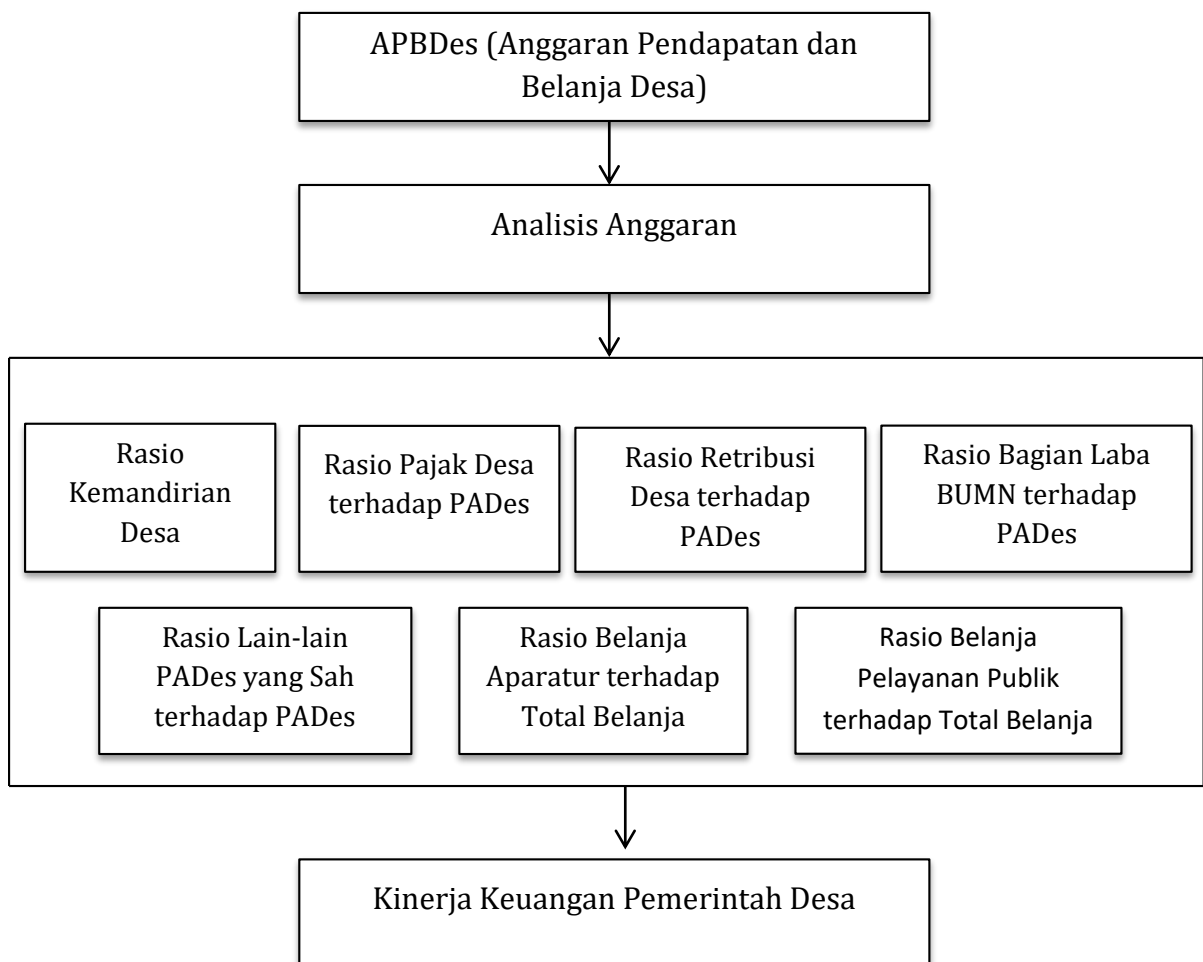 APBDes (Anggaran Pendapatan dan
Belanja Desa)
Analisis Anggaran
Rasio
Kemandirian
Desa
Rasio Pajak Desa
terhadap PADes
Rasio Retribusi
Desa terhadap
PADes
Rasio Bagian Laba
BUMN terhadap
PADes
Rasio Lain-lain
PADes yang Sah
terhadap PADes
Rasio Belanja
Aparatur terhadap
Total Belanja
Rasio Belanja
Pelayanan Publik
terhadap Total Belanja
Kinerja Keuangan Pemerintah Desa